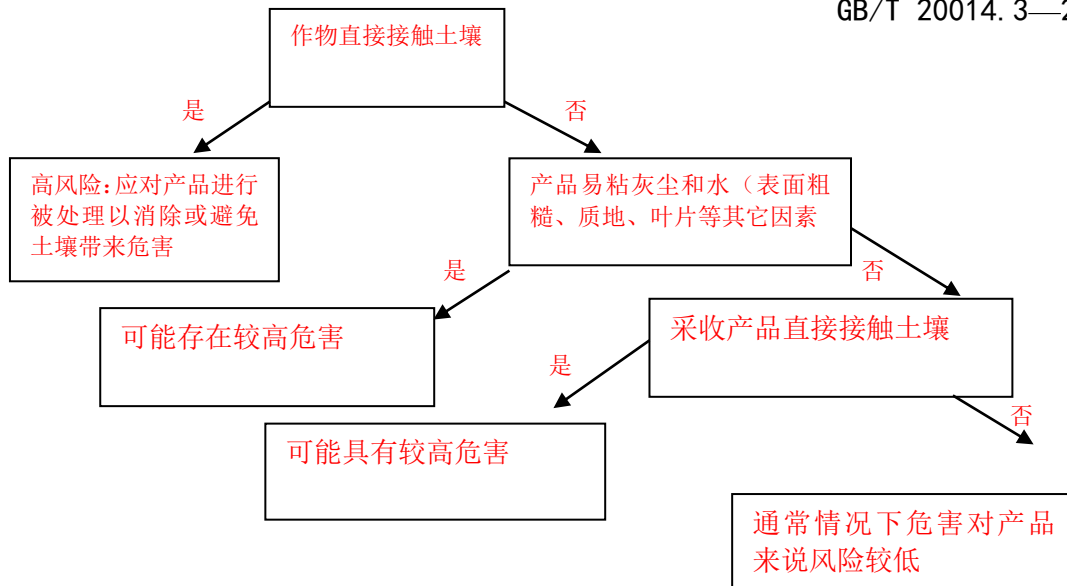 GB/T 20014.3—2
作物直接接触土壤
是
否
高风险:应对产品进行
被处理以消除或避免
土壤带来危害
产品易粘灰尘和水（表面粗
糙、质地、叶片等其它因素
是
否
可能存在较高危害
采收产品直接接触土壤
是
否
可能具有较高危害
通常情况下危害对产品
来说风险较低